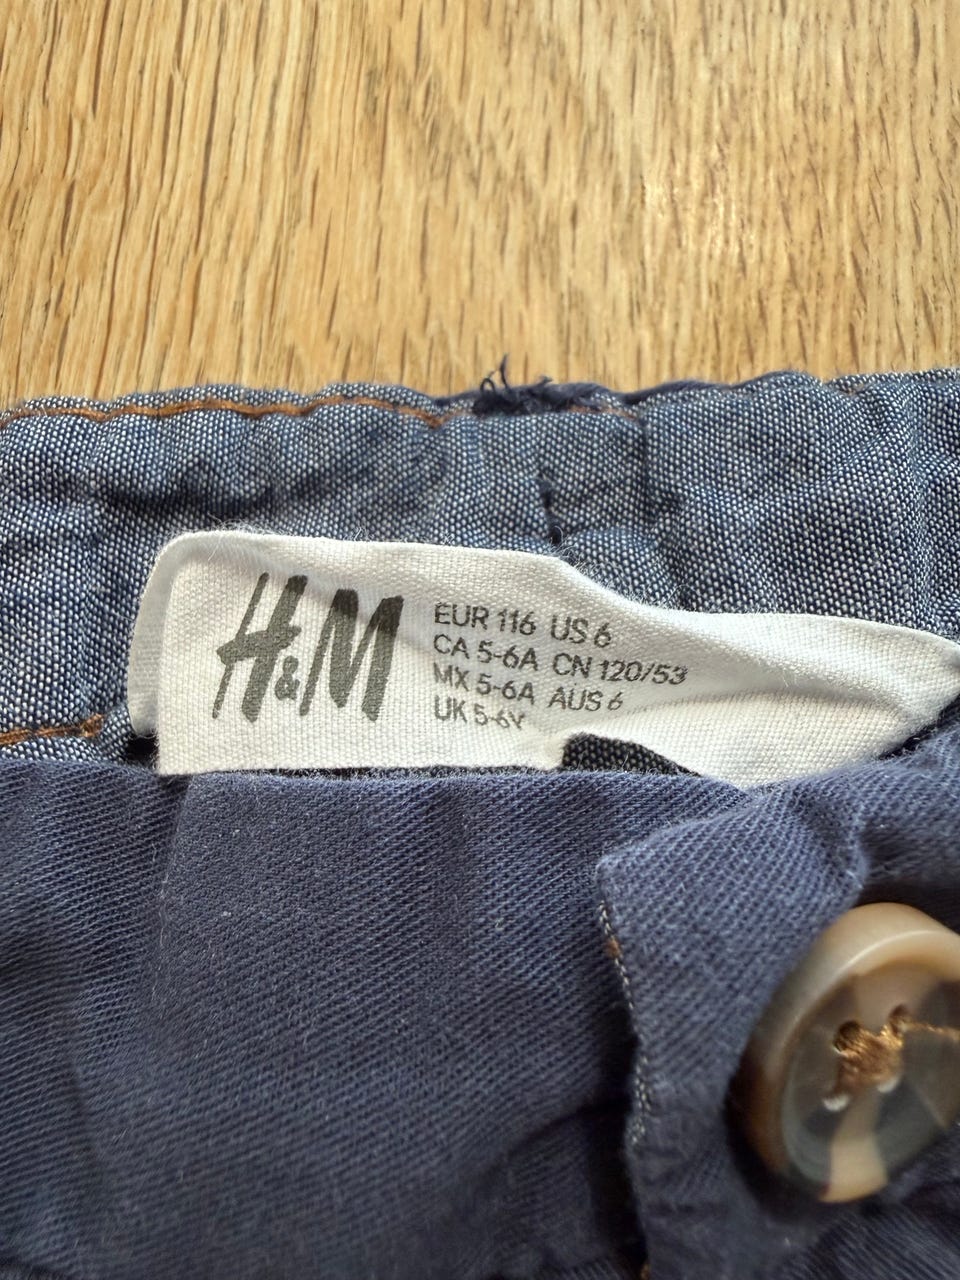 H&M
EUR 116 US 6
CA 5-6A CN 120/53
MX 5-6A AUS 6
UK 5-6Y